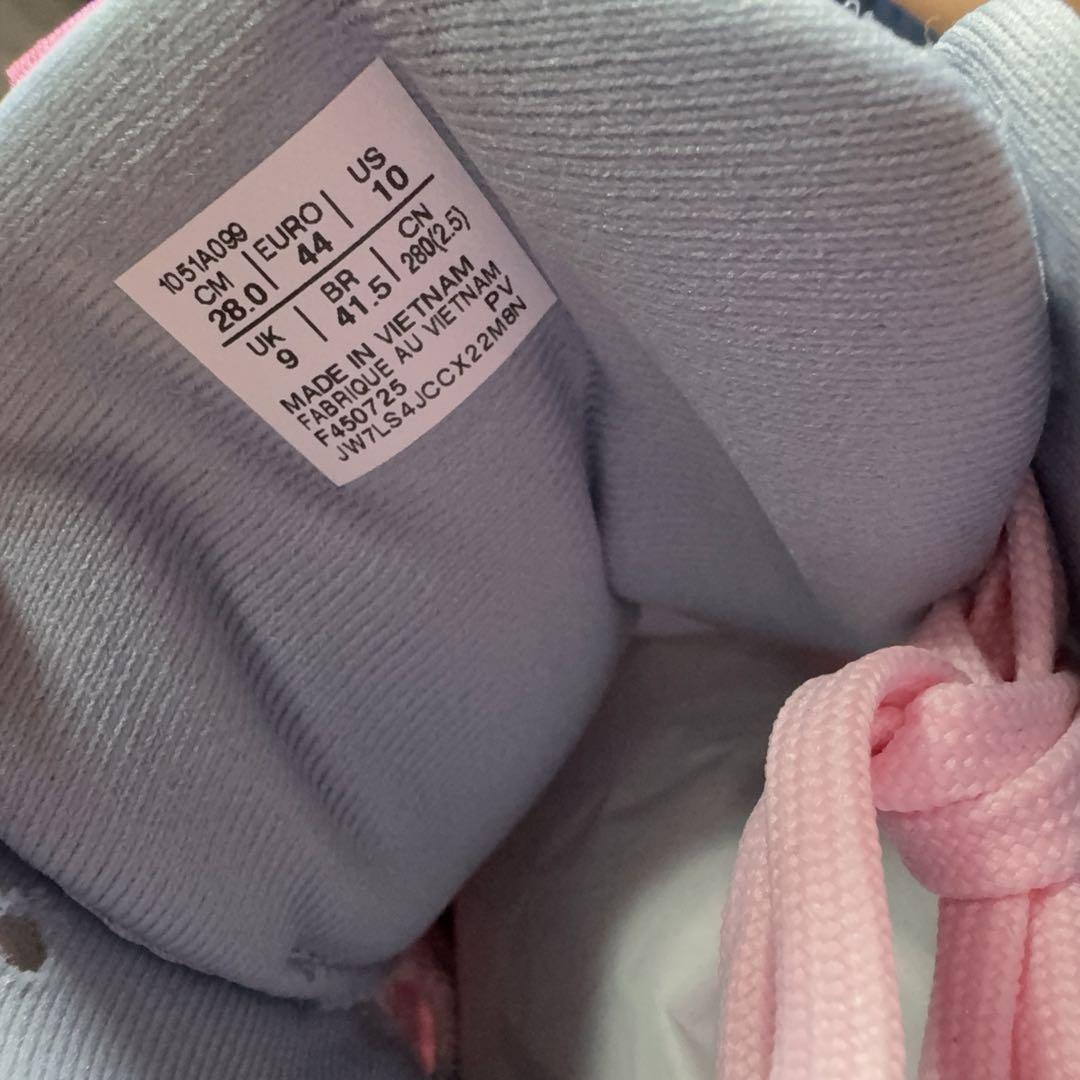 1051A099
CM | EURO | US
28.0 44 10
UK | BR | CN
9 41.5 280(2.5)
MADE IN VIETNAM
FABRIQUE AU VIETNAM
F450725 PV
JW7LS4JCCX22M8N